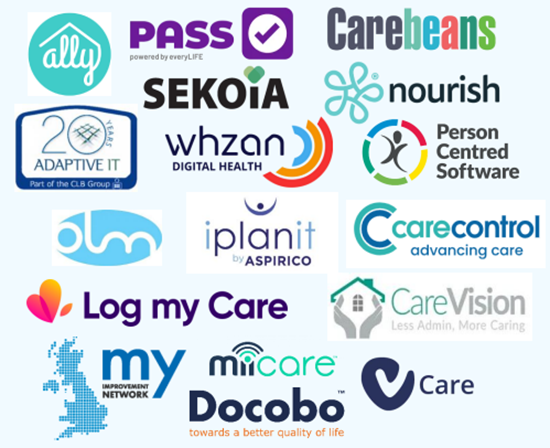 ally
PASS
powered by everyLIFE
Carebeans
SEKOIA
nourish
20 YEARS
ADAPTIVE IT
Part of the CLB Group
whzan
DIGITAL HEALTH
Person
Centred
Software
olm
iplanit
by ASPIRICO
carecontrol
advancing care
Log my Care
CareVision
Less Admin, More Caring
my
IMPROVEMENT
NETWORK
miicare
Docobo™
towards a better quality of life
Care